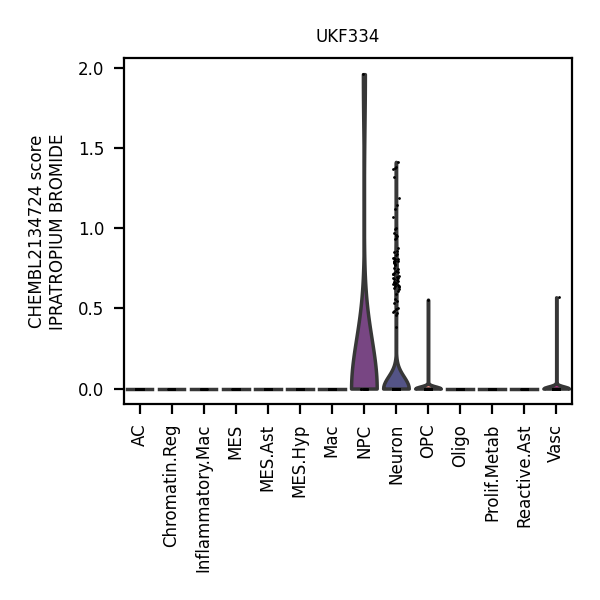 UKF334
CHEMBL2134724 score
IPRATROPIUM BROMIDE
2.0
1.5
1.0
0.5
0.0
AC
Chromatin.Reg
Inflammatory.Mac
MES
MES.Ast
MES.Hyp
Mac
NPC
Neuron
OPC
Oligo
Prolif.Metab
Reactive.Ast
Vasc